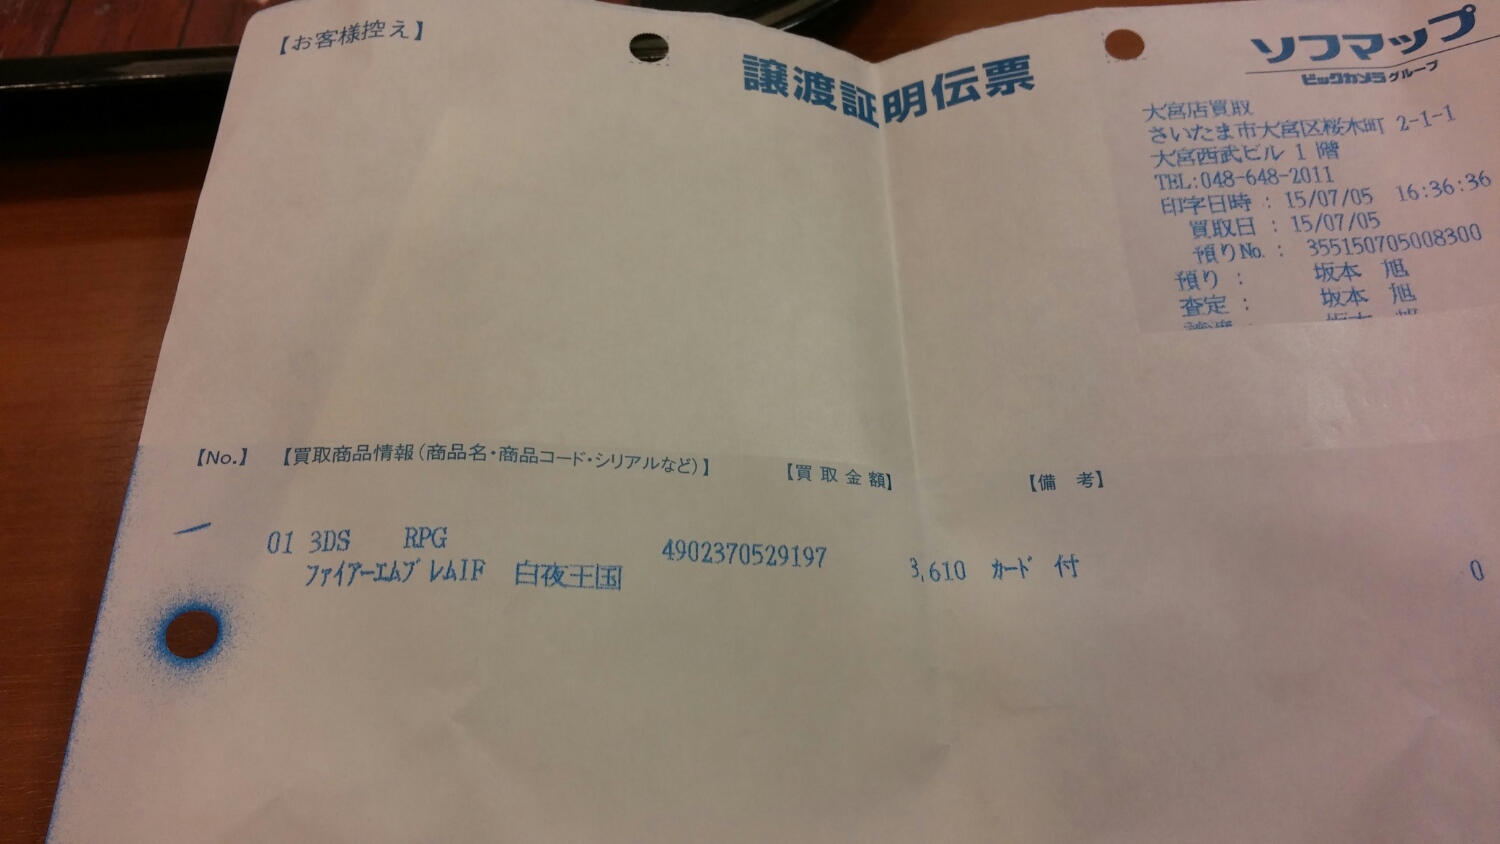 【お客様控え】
譲渡証明伝票
ソフマップ
ビックカメラグループ
大宮店買取
さいたま市大宮区桜木町 2-1-1
大宮西武ビル 1 階
TEL:048-648-2011
印字日時 : 15/07/05 16:36:36
買取日 : 15/07/05
預りNo. : 355150705008300
預り : 坂本 旭
査定 : 坂本 旭
【No.】 【買取商品情報(商品名・商品コード・シリアルなど)】 【買取金額】 【備 考】
01 3DS RPG 4902370529197 3,610 カード 付 0
ファイアーエムブレムIF 白夜王国